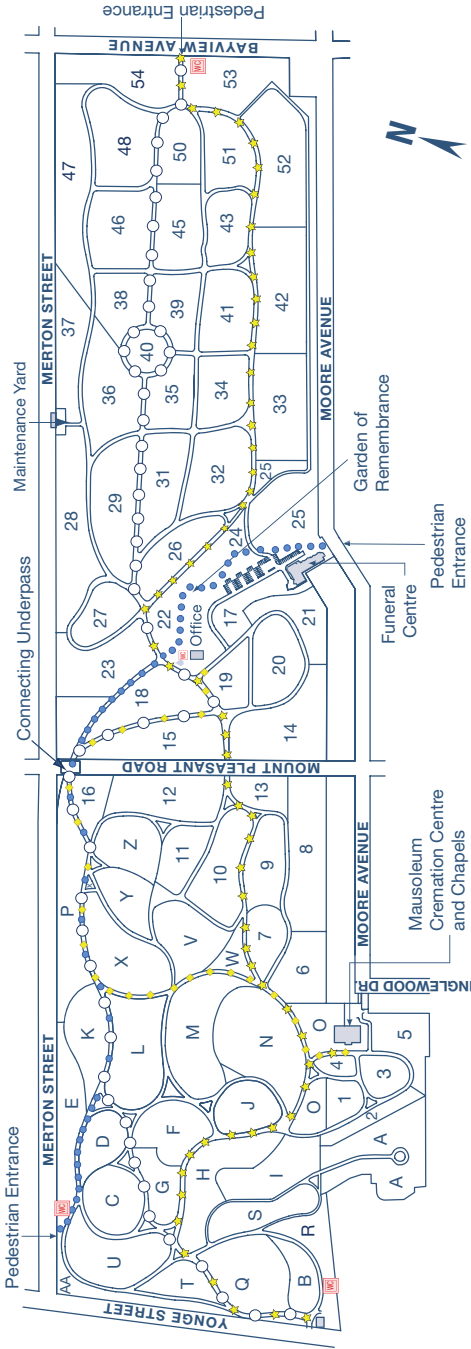 Pedestrian Entrance
BAYVIEW AVENUE
WC
54
53
47
48
50
51
52
46
45
43
MERTON STREET
37
38
39
41
42
40
MOORE AVENUE
N
Maintenance Yard
36
35
34
33
28
29
31
32
25
Garden of
Remembrance
26
24
25
27
22
Office
WC
17
Pedestrian
Entrance
Funeral
Centre
Connecting Underpass
23
18
19
20
21
15
14
MOUNT PLEASANT ROAD
16
12
13
Z
11
10
9
8
P
Y
V
W
7
6
X
MOORE AVENUE
Mausoleum
Cremation Centre
and Chapels
INGLEWOOD DR.
K
L
M
N
O
5
MERTON STREET
E
D
F
J
O
4
3
1
2
C
G
H
I
A
A
Pedestrian Entrance
WC
U
S
R
AA
T
Q
B
WC
YONGE STREET